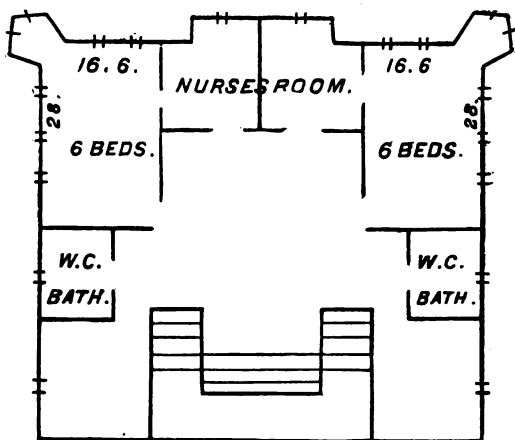 16.6.
NURSES ROOM.
16.6
28.
28.
6 BEDS.
6 BEDS.
W.C.
BATH.
W.C.
BATH.